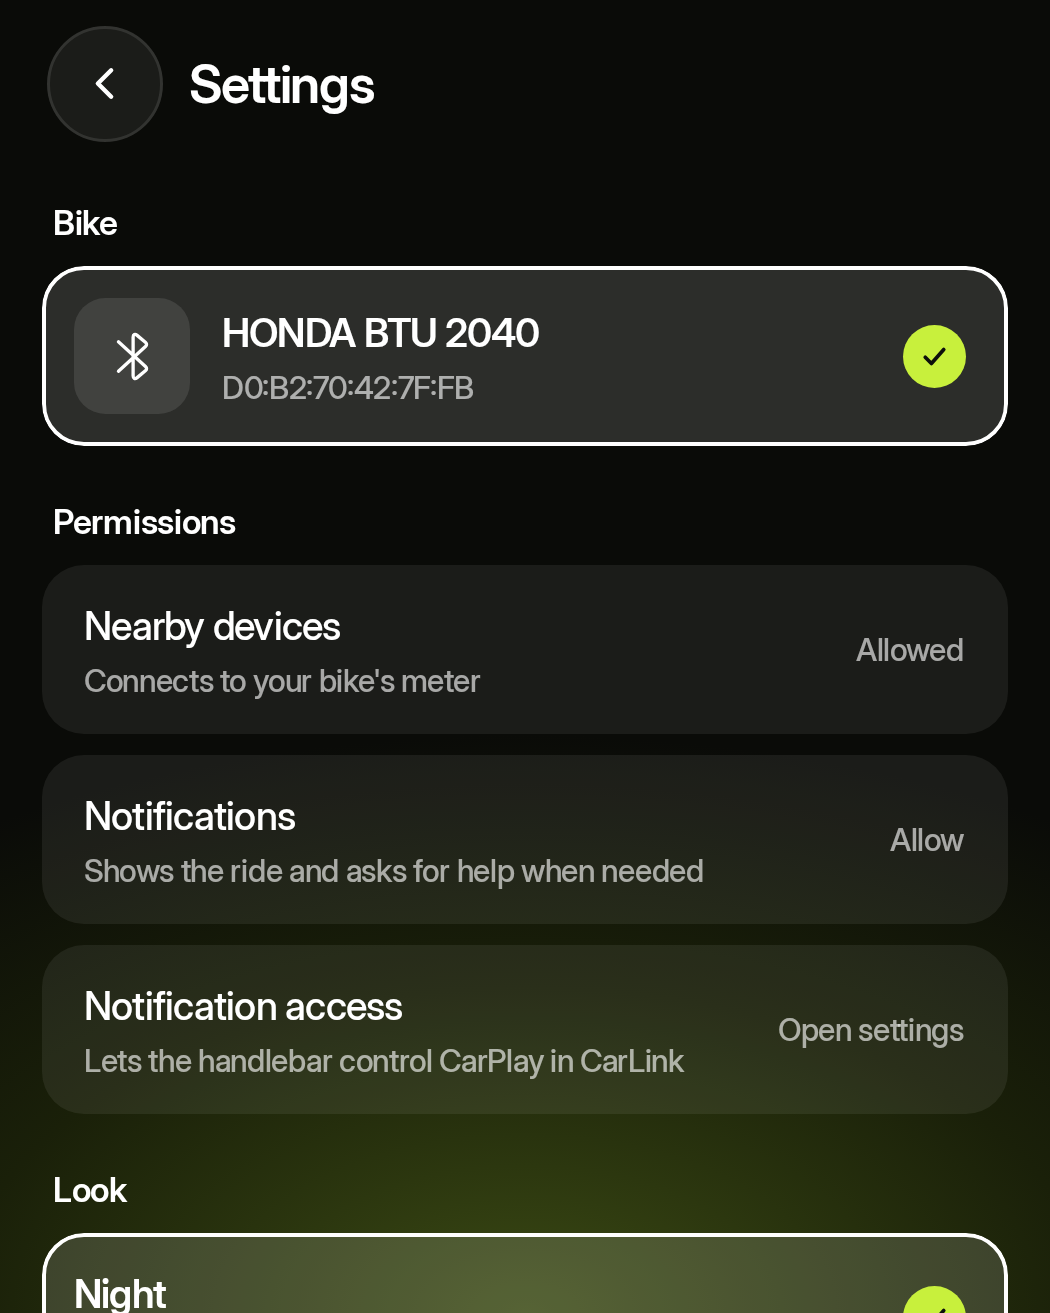 Settings
Bike
HONDA BTU 2040
D0:B2:70:42:7F:FB
Permissions
Nearby devices
Connects to your bike's meter
Allowed
Notifications
Shows the ride and asks for help when needed
Allow
Notification access
Lets the handlebar control CarPlay in CarLink
Open settings
Look
Night